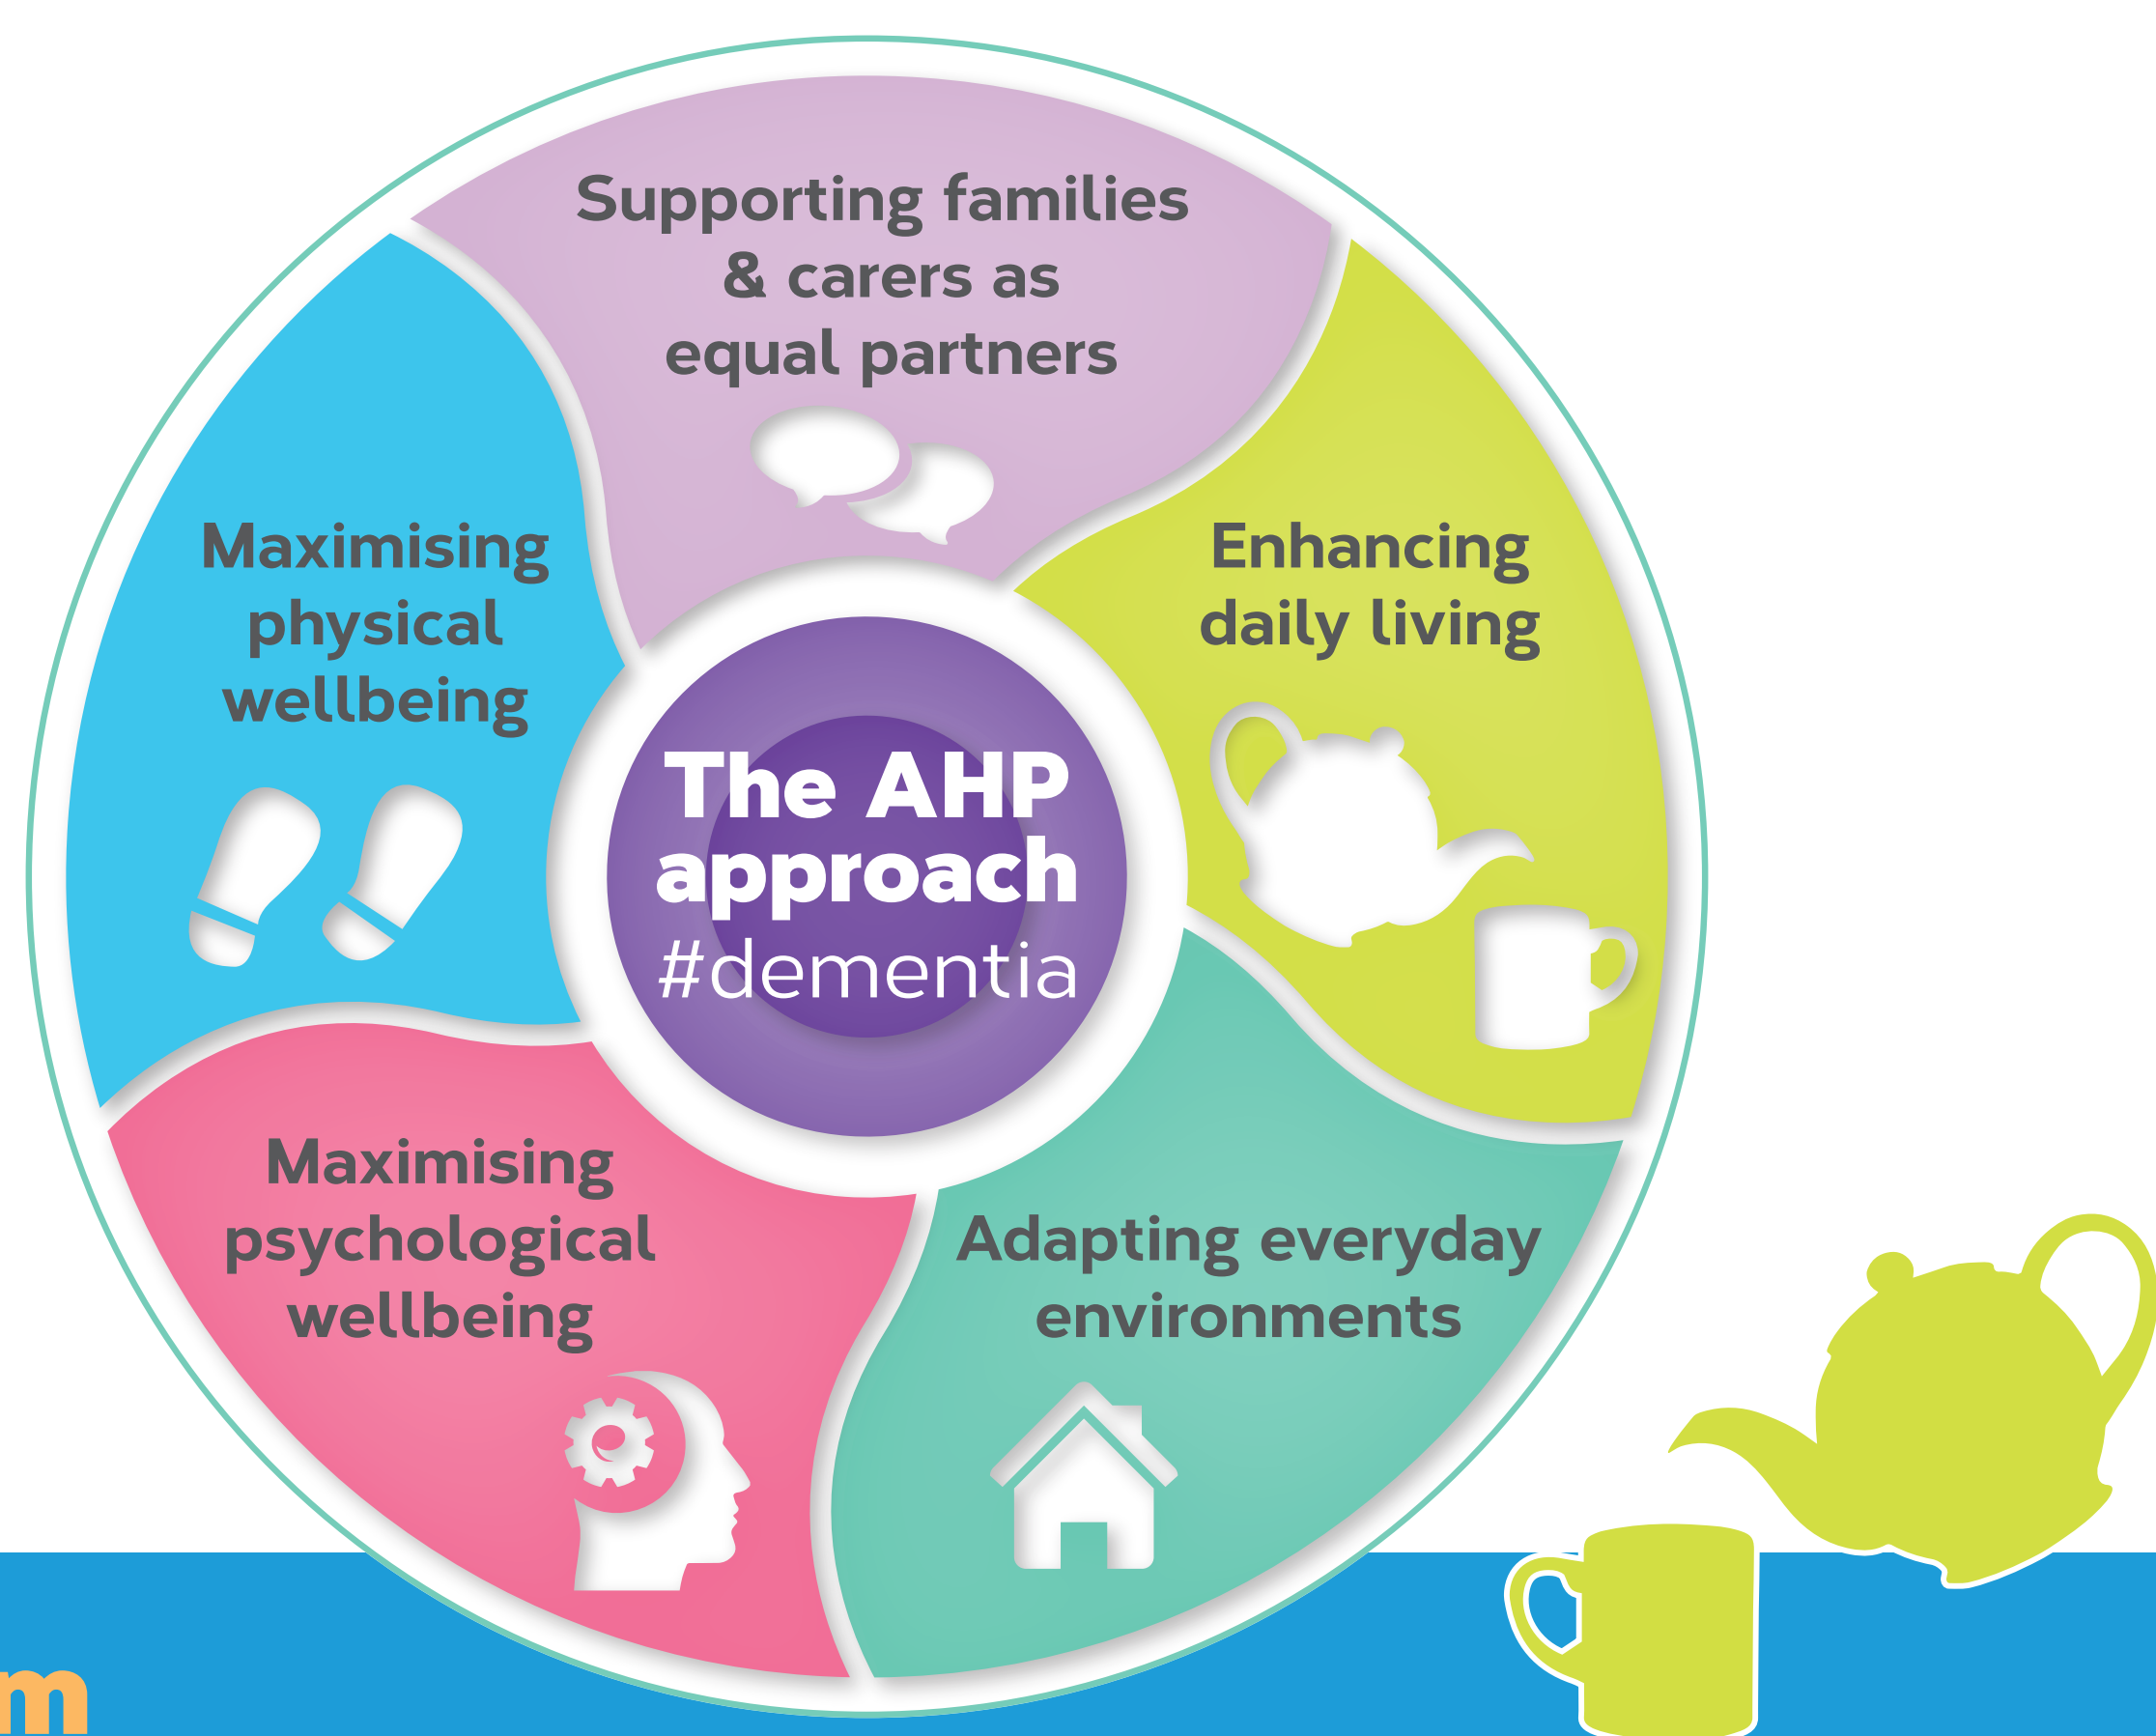 Supporting families
& carers as
equal partners
Enhancing
daily living
Adapting everyday
environments
Maximising
psychological
wellbeing
Maximising
physical
wellbeing
The AHP
approach
#dementia
m